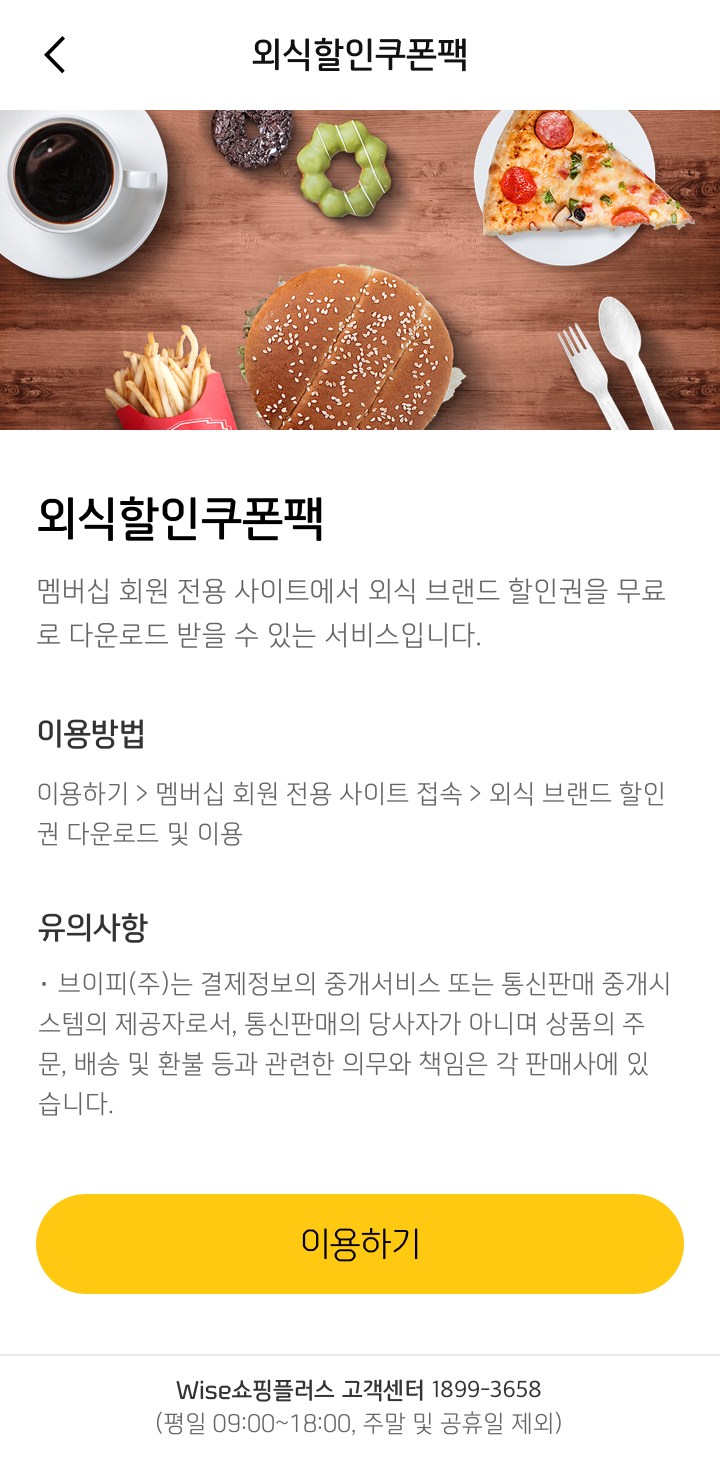 외식할인쿠폰팩
외식할인쿠폰팩
멤버십 회원 전용 사이트에서 외식 브랜드 할인권을 무료
로 다운로드 받을 수 있는 서비스입니다.
이용방법
이용하기 > 멤버십 회원 전용 사이트 접속 > 외식 브랜드 할인
권 다운로드 및 이용
유의사항
· 브이피(주)는 결제정보의 중개서비스 또는 통신판매 중개시
스템의 제공자로서, 통신판매의 당사자가 아니며 상품의 주
문, 배송 및 환불 등과 관련한 의무와 책임은 각 판매사에 있
습니다.
이용하기
Wise쇼핑플러스 고객센터 1899-3658
(평일 09:00~18:00, 주말 및 공휴일 제외)